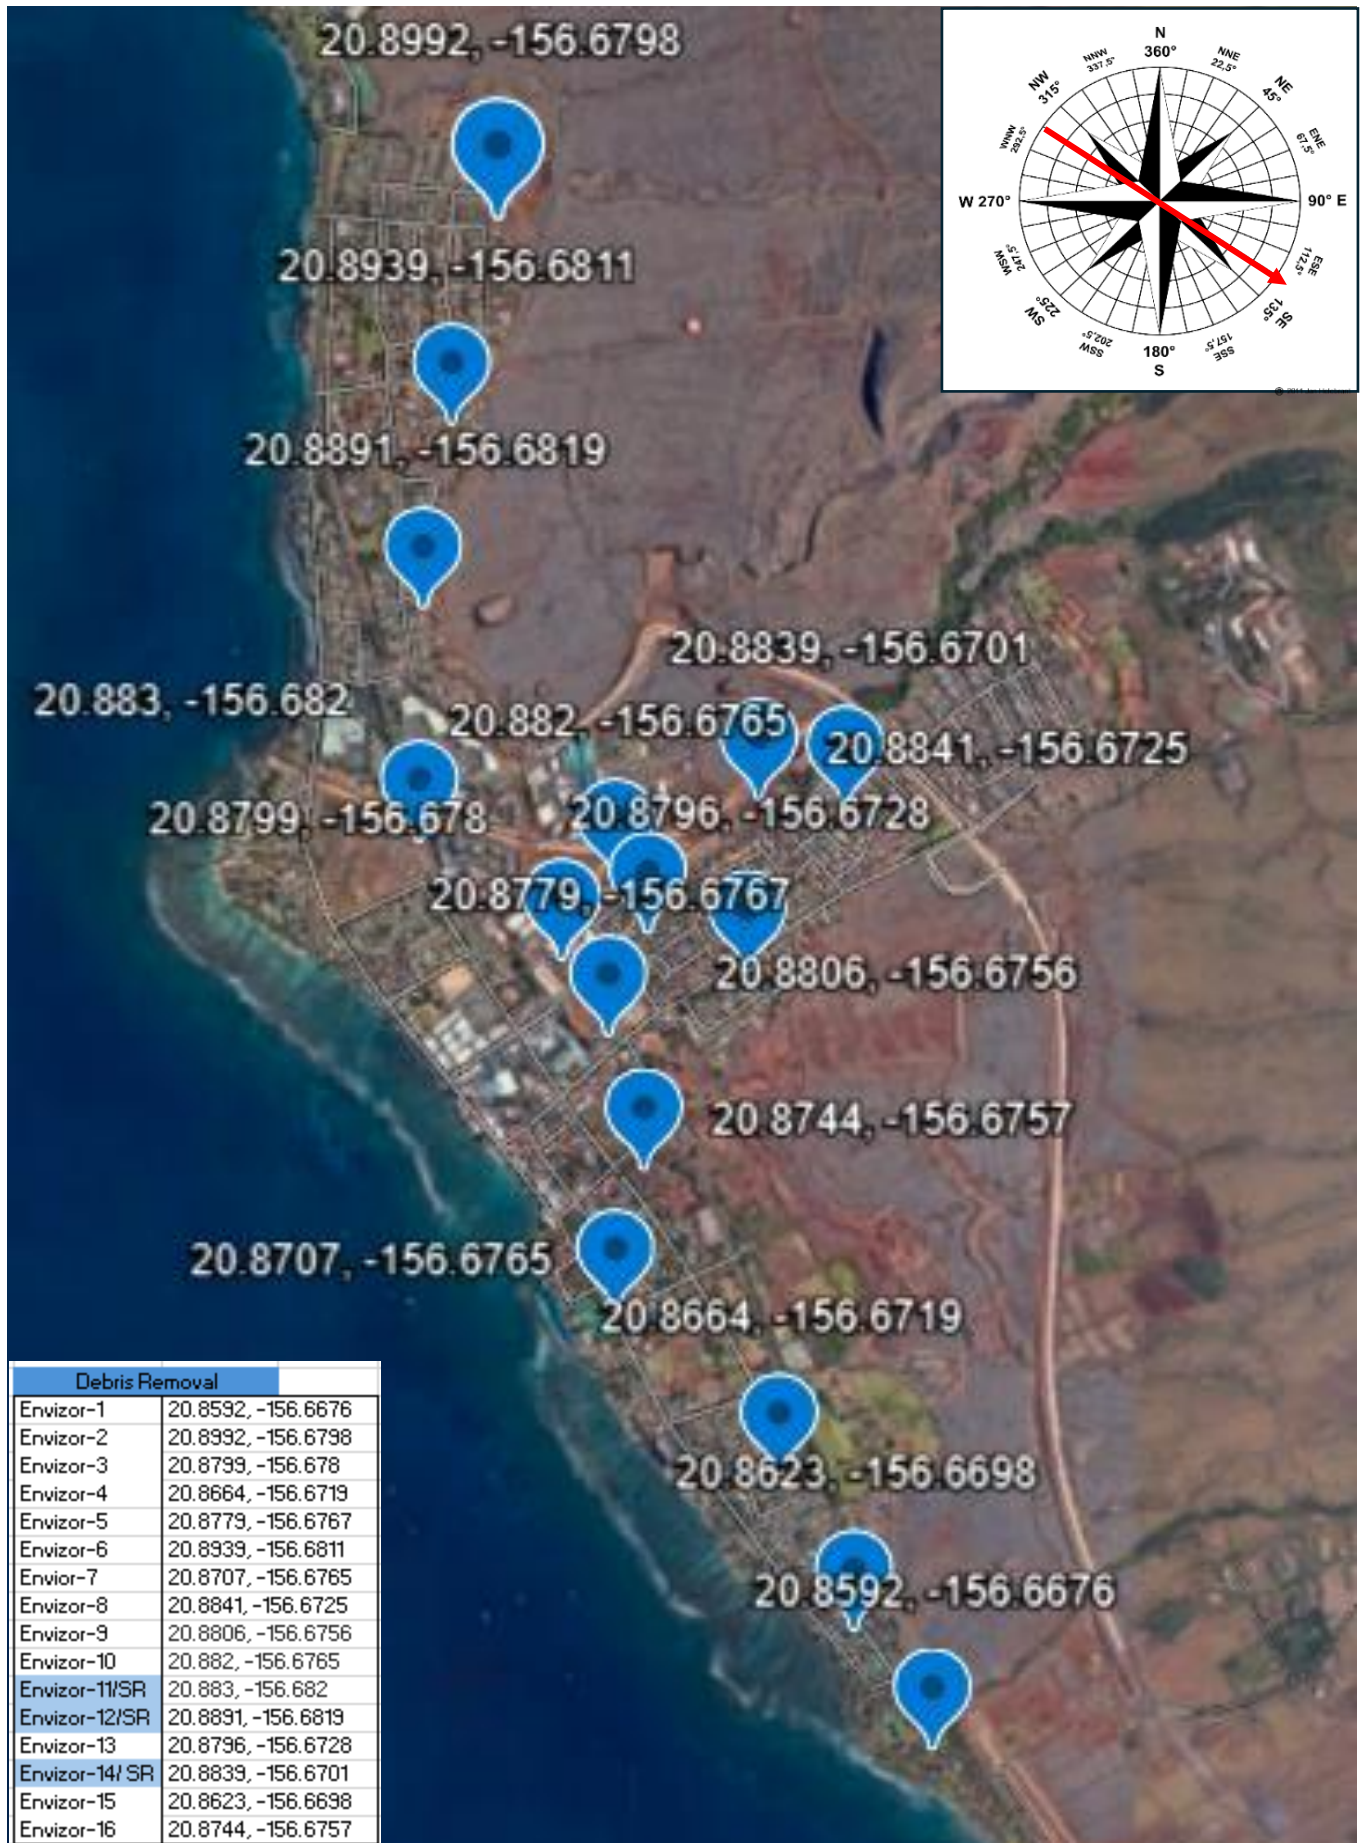 20.8992, -156.6798
20.8939, -156.6811
20.8891, -156.6819
20.8839, -156.6701
20.883, -156.682
20.882, -156.6765
20.8841, -156.6725
20.8799, -156.678
20.8796, -156.6728
20.8779, -156.6767
20.8806, -156.6756
20.8744, -156.6757
20.8707, -156.6765
20.8664, -156.6719
20.8623, -156.6698
20.8592, -156.6676
N
360°
NNE
22,5°
NE
45°
ENE
67,5°
90° E
ESE
112,5°
SE
135°
SSE
157,5°
180°
S
SSW
202,5°
SW
225°
WSW
247,5°
W 270°
WNW
292,5°
NW
315°
NNW
337,5°
Debris Removal
Envizor-1 20.8592, -156.6676
Envizor-2 20.8992, -156.6798
Envizor-3 20.8799, -156.678
Envizor-4 20.8664, -156.6719
Envizor-5 20.8779, -156.6767
Envizor-6 20.8939, -156.6811
Envior-7 20.8707, -156.6765
Envizor-8 20.8841, -156.6725
Envizor-9 20.8806, -156.6756
Envizor-10 20.882, -156.6765
Envizor-11/SR 20.883, -156.682
Envizor-12/SR 20.8891, -156.6819
Envizor-13 20.8796, -156.6728
Envizor-14/ SR 20.8839, -156.6701
Envizor-15 20.8623, -156.6698
Envizor-16 20.8744, -156.6757